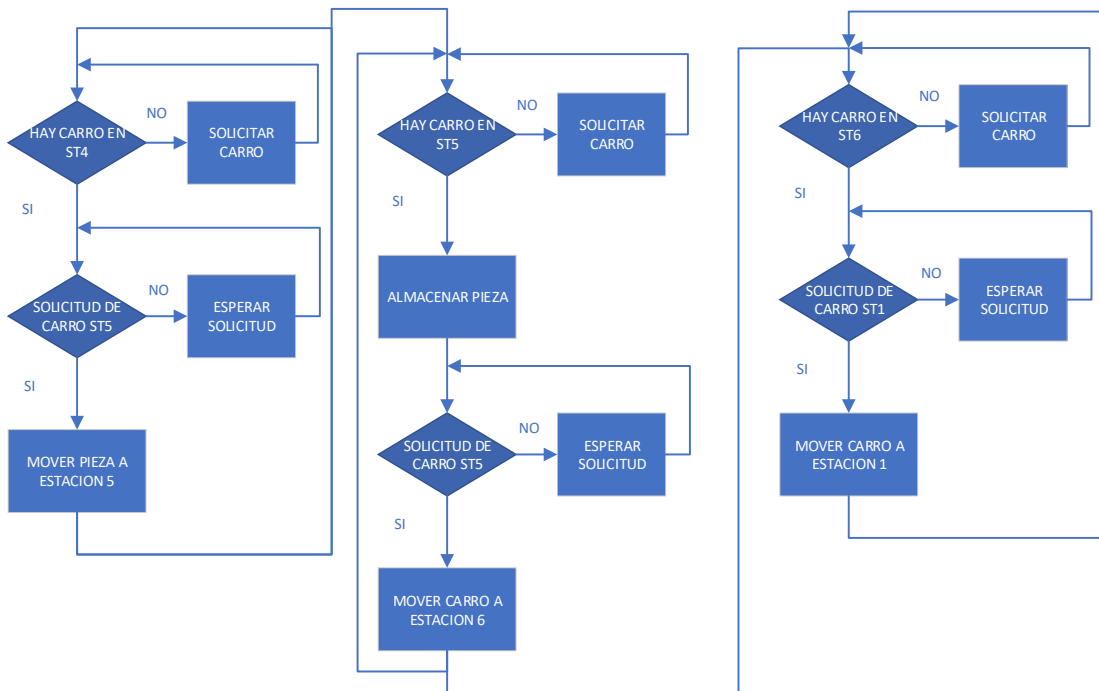 HAY CARRO EN
ST4
NO
SOLICITAR
CARRO
SI
SOLICITUD DE
CARRO ST5
NO
ESPERAR
SOLICITUD
SI
MOVER PIEZA A
ESTACION 5
HAY CARRO EN
ST5
NO
SOLICITAR
CARRO
SI
ALMACENAR PIEZA
SOLICITUD DE
CARRO ST5
NO
ESPERAR
SOLICITUD
SI
MOVER CARRO A
ESTACION 6
HAY CARRO EN
ST6
NO
SOLICITAR
CARRO
SI
SOLICITUD DE
CARRO ST1
NO
ESPERAR
SOLICITUD
SI
MOVER CARRO A
ESTACION 1